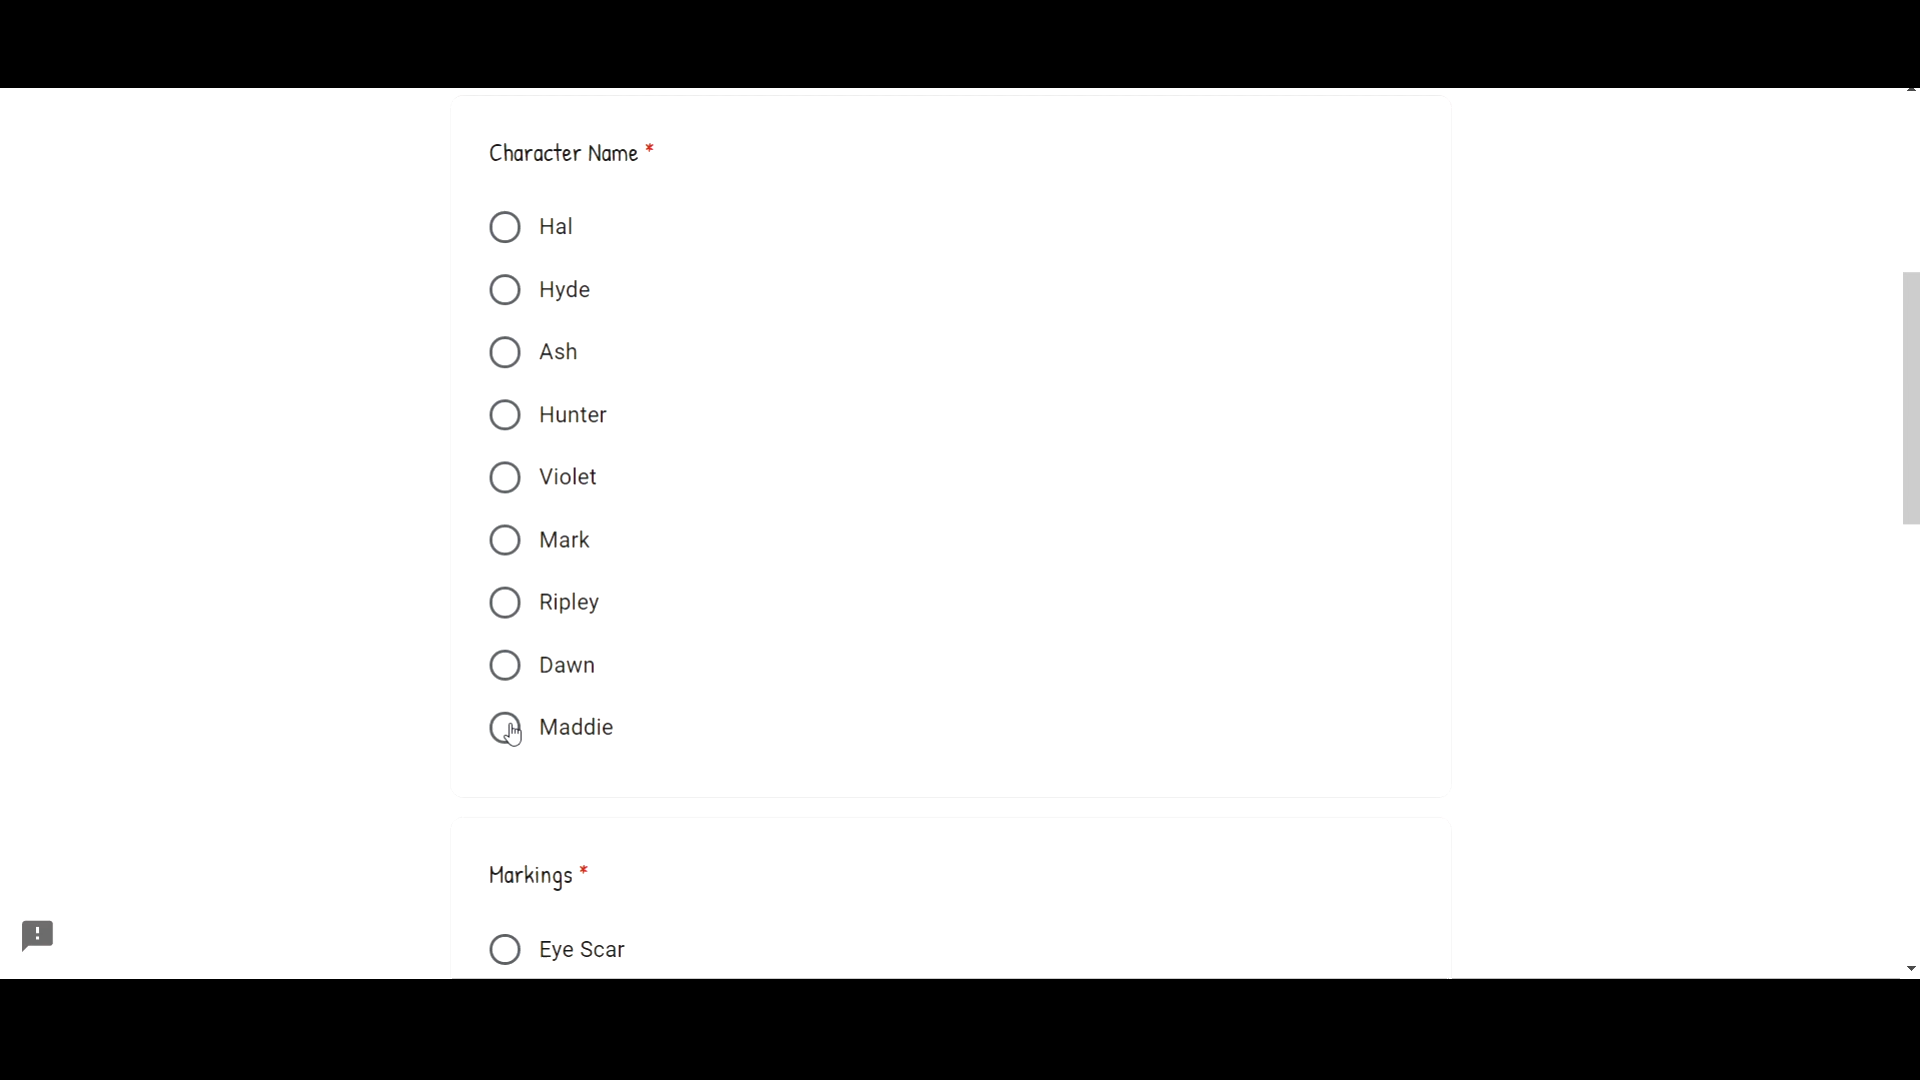 Character Name *
Hal
Hyde
Ash
Hunter
Violet
Mark
Ripley
Dawn
Maddie
Markings *
Eye Scar